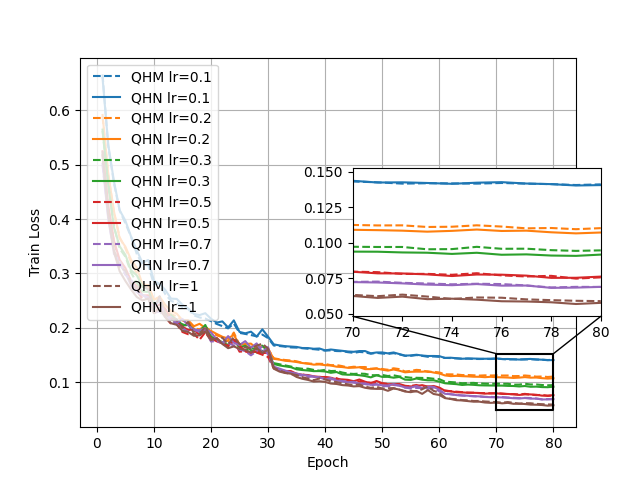 QHM lr=0.1
QHN lr=0.1
QHM lr=0.2
QHN lr=0.2
QHM lr=0.3
QHN lr=0.3
QHM lr=0.5
QHN lr=0.5
QHM lr=0.7
QHN lr=0.7
QHM lr=1
QHN lr=1
Train Loss
0.6
0.5
0.4
0.3
0.2
0.1
0 10 20 30 40 50 60 70 80
Epoch
0.150
0.125
0.100
0.075
0.050
70 72 74 76 78 80